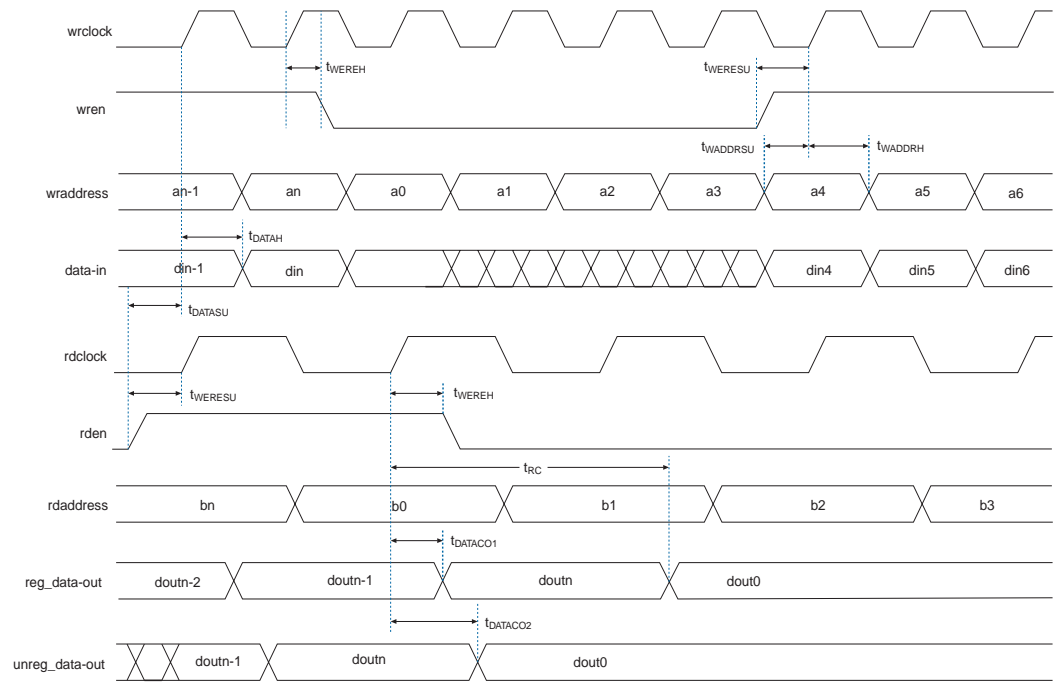 wrclock
tWEREH
tWERESU
wren
tWADDRSU
tWADDRH
wraddress an-1 an a0 a1 a2 a3 a4 a5 a6
tDATAH
data-in din-1 din din4 din5 din6
tDATASU
rdclock
tWERESU
tWEREH
rden
tRC
rdaddress bn b0 b1 b2 b3
tDATACO1
reg_data-out doutn-2 doutn-1 doutn dout0
tDATACO2
unreg_data-out doutn-1 doutn dout0